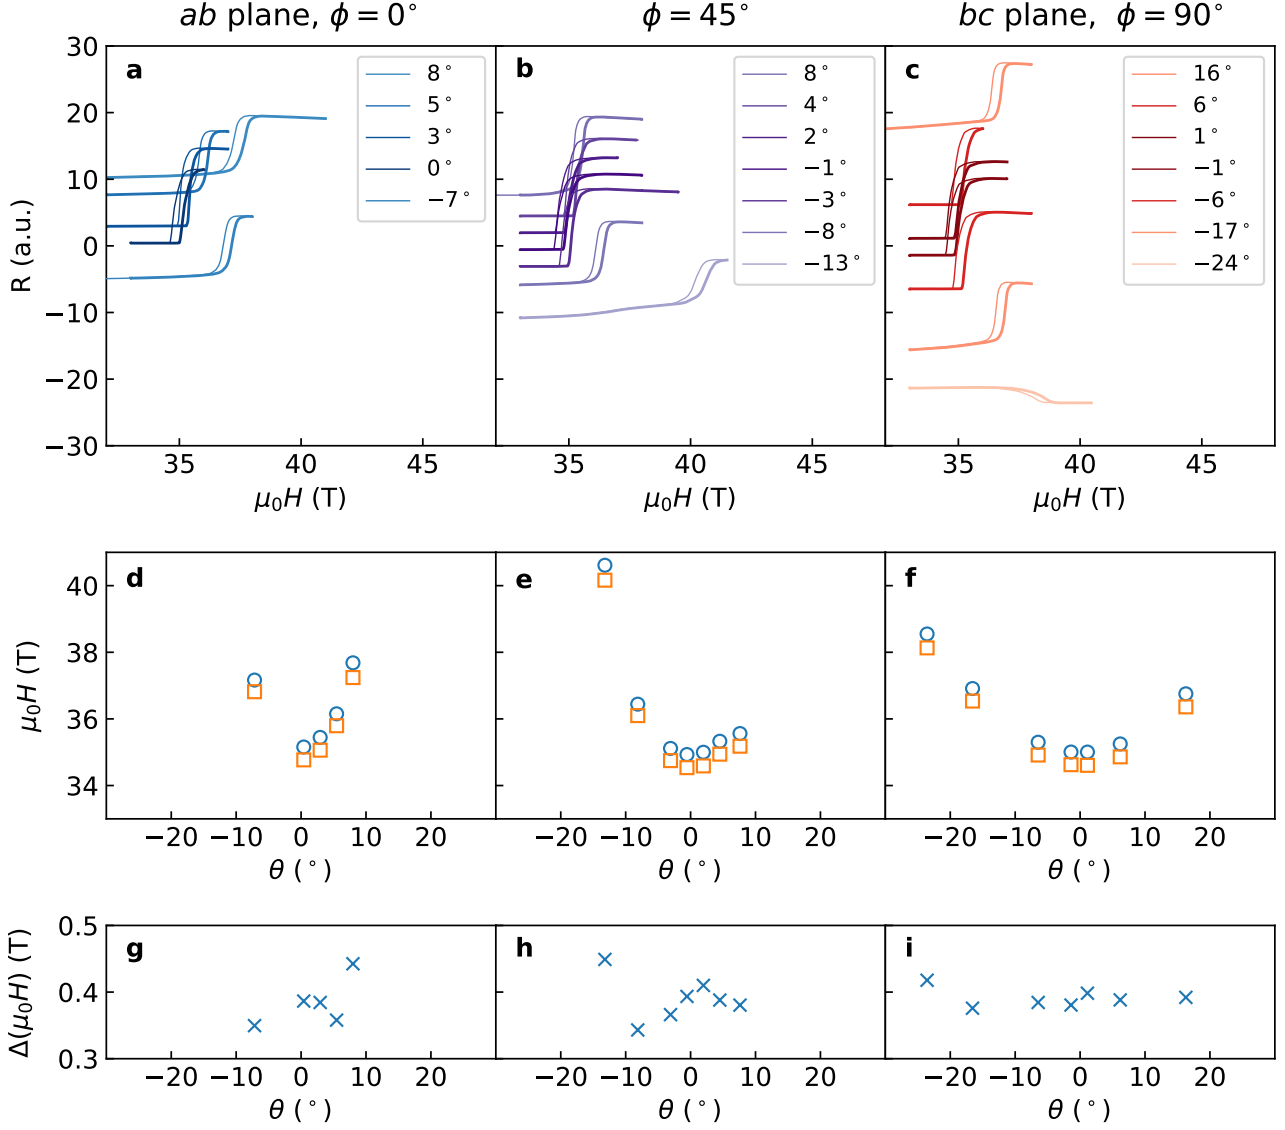 ab plane, ϕ = 0°
ϕ = 45°
bc plane, ϕ = 90°
R (a.u.)
30
20
10
0
−10
−20
−30
a
8°
5°
3°
0°
−7°
b
8°
4°
2°
−1°
−3°
−8°
−13°
c
16°
6°
1°
−1°
−6°
−17°
−24°
35 40 45
35 40 45
35 40 45
μ₀H (T)
μ₀H (T)
μ₀H (T)
μ₀H (T)
40
38
36
34
d
e
f
−20 −10 0 10 20
−20 −10 0 10 20
−20 −10 0 10 20
θ (°)
θ (°)
θ (°)
Δ(μ₀H) (T)
0.5
0.4
0.3
g
h
i
−20 −10 0 10 20
−20 −10 0 10 20
−20 −10 0 10 20
θ (°)
θ (°)
θ (°)